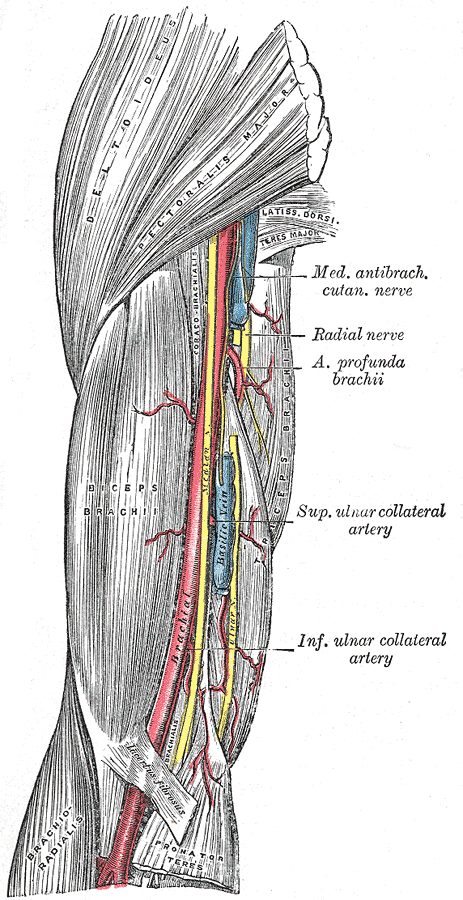 DELTOIDEUS
PECTORALIS MAJOR
LATISS. DORSI.
TERES MAJOR
Med. antibrach.
cutan. nerve
CORACO-BRACHIALIS
Radial nerve
A. profunda
brachii
TRICEPS BRACHII
Median N.
BICEPS
BRACHII
Basilic Vein
Sup. ulnar collateral
artery
Brachial
Ulnar N.
Inf. ulnar collateral
artery
BRACHIALIS
Lacertus fibrosus
BRACHIO-
RADIALIS
PRONATOR
TERES